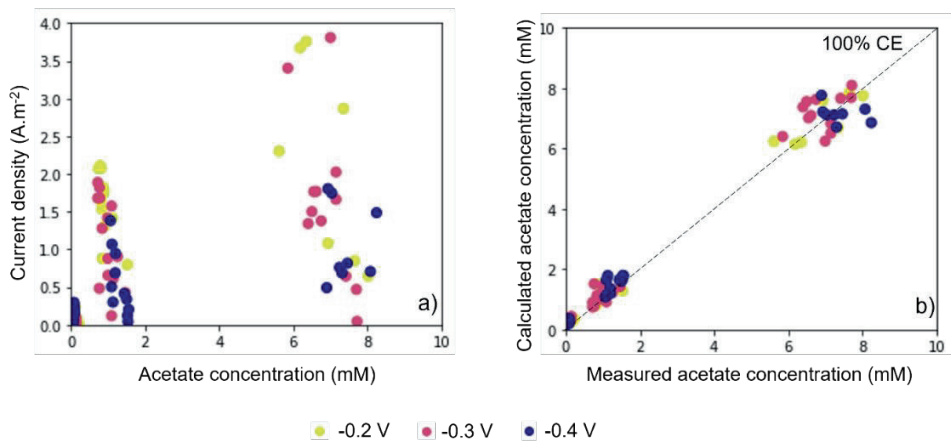 4.0
3.5
3.0
2.5
2.0
1.5
1.0
0.5
0.0
Current density (A.m⁻²)
0 2 4 6 8 10
Acetate concentration (mM)
a)
10
8
6
4
2
0
Calculated acetate concentration (mM)
100% CE
b)
0 2 4 6 8 10
Measured acetate concentration (mM)
-0.2 V -0.3 V -0.4 V